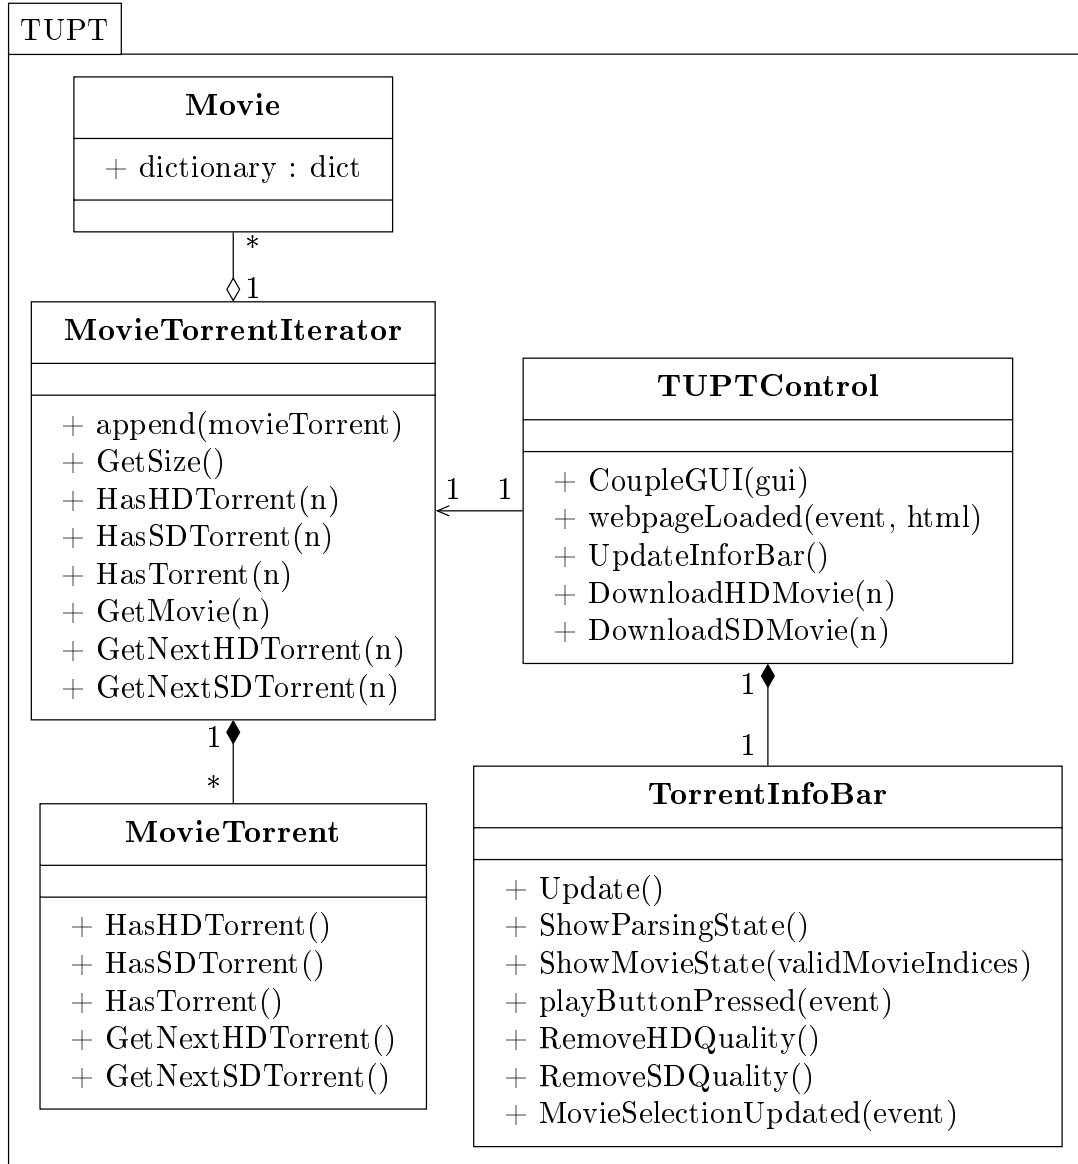 TUPT
Movie
+ dictionary : dict
*
1
MovieTorrentIterator
+ append(movieTorrent)
+ GetSize()
+ HasHDTorrent(n)
+ HasSDTorrent(n)
+ HasTorrent(n)
+ GetMovie(n)
+ GetNextHDTorrent(n)
+ GetNextSDTorrent(n)
1 1
TUPTControl
+ CoupleGUI(gui)
+ webpageLoaded(event, html)
+ UpdateInforBar()
+ DownloadHDMovie(n)
+ DownloadSDMovie(n)
1
*
MovieTorrent
+ HasHDTorrent()
+ HasSDTorrent()
+ HasTorrent()
+ GetNextHDTorrent()
+ GetNextSDTorrent()
1
1
TorrentInfoBar
+ Update()
+ ShowParsingState()
+ ShowMovieState(validMovieIndices)
+ playButtonPressed(event)
+ RemoveHDQuality()
+ RemoveSDQuality()
+ MovieSelectionUpdated(event)